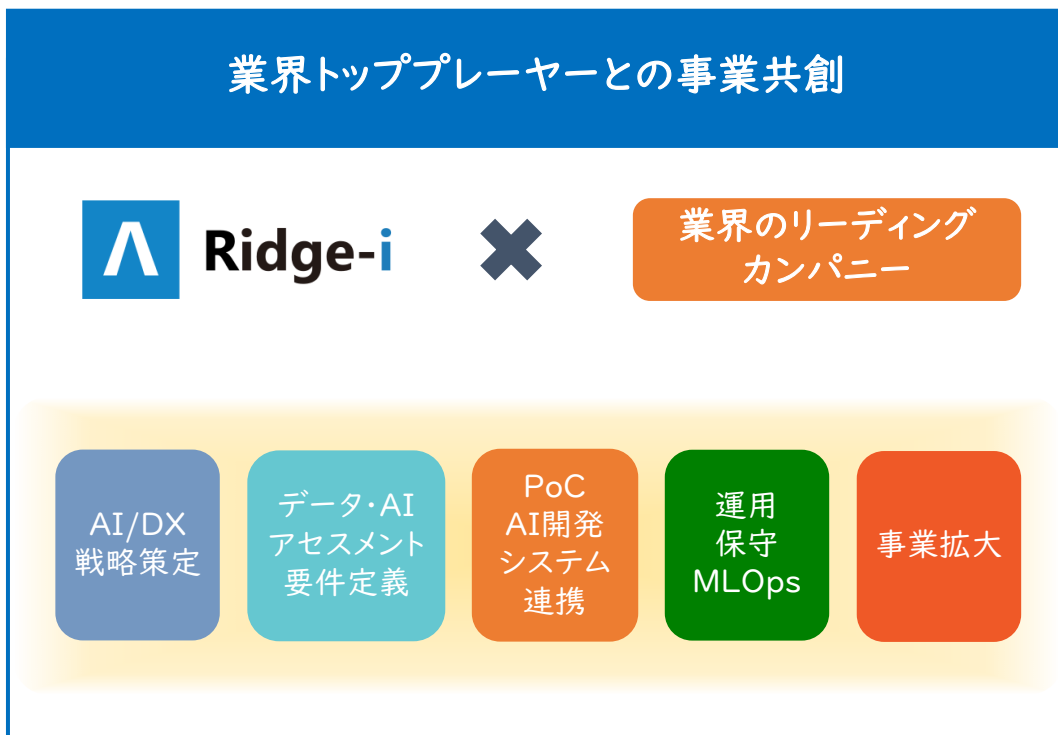 業界トッププレーヤーとの事業共創
Ridge-i
業界のリーディング
カンパニー
AI/DX
戦略策定
データ・AI
アセスメント
要件定義
PoC
AI開発
システム
連携
運用
保守
MLOps
事業拡大